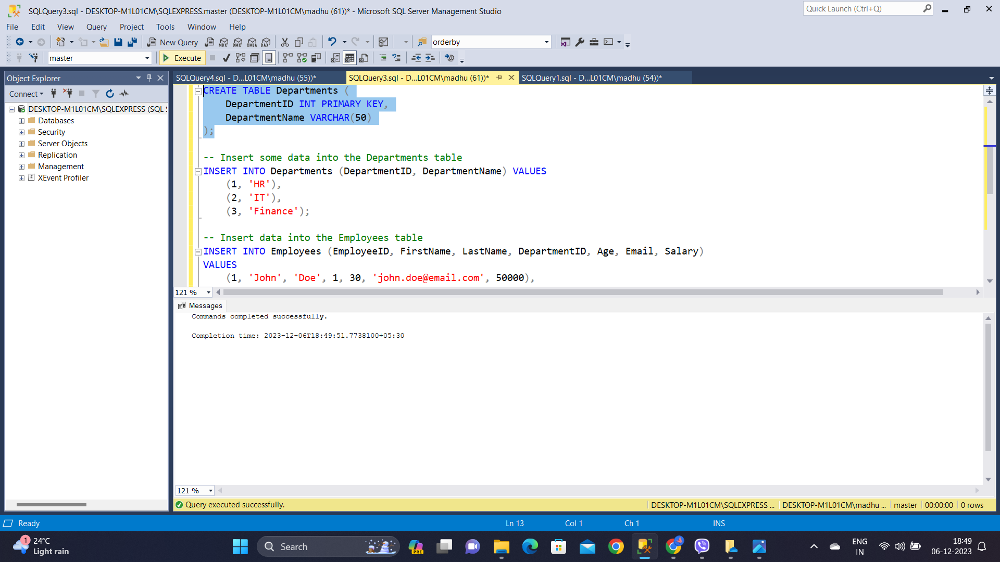 SQLQuery3.sql - DESKTOP-M1L01CM\SQLEXPRESS.master (DESKTOP-M1L01CM\madhu (61))* - Microsoft SQL Server Management Studio
Quick Launch (Ctrl+Q)
File Edit View Query Project Tools Window Help
New Query MDX DMX XMLA DAX orderby
master Execute
Object Explorer
SQLQuery4.sql - D...L01CM\madhu (55))* SQLQuery3.sql - D...L01CM\madhu (61))* SQLQuery1.sql - D...L01CM\madhu (54))*
Connect
DESKTOP-M1L01CM\SQLEXPRESS (SQL S
Databases
Security
Server Objects
Replication
Management
XEvent Profiler
CREATE TABLE Departments (
DepartmentID INT PRIMARY KEY,
DepartmentName VARCHAR(50)
);
-- Insert some data into the Departments table
INSERT INTO Departments (DepartmentID, DepartmentName) VALUES
(1, 'HR'),
(2, 'IT'),
(3, 'Finance');
-- Insert data into the Employees table
INSERT INTO Employees (EmployeeID, FirstName, LastName, DepartmentID, Age, Email, Salary)
VALUES
(1, 'John', 'Doe', 1, 30, 'john.doe@email.com', 50000),
121 %
Messages
Commands completed successfully.
Completion time: 2023-12-06T18:49:51.7738100+05:30
121 %
Query executed successfully. DESKTOP-M1L01CM\SQLEXPRESS ... DESKTOP-M1L01CM\madhu ... master 00:00:00 0 rows
Ready Ln 13 Col 1 Ch 1 INS
1 24°C
Light rain
Search
PRE
ENG
IN
18:49
06-12-2023